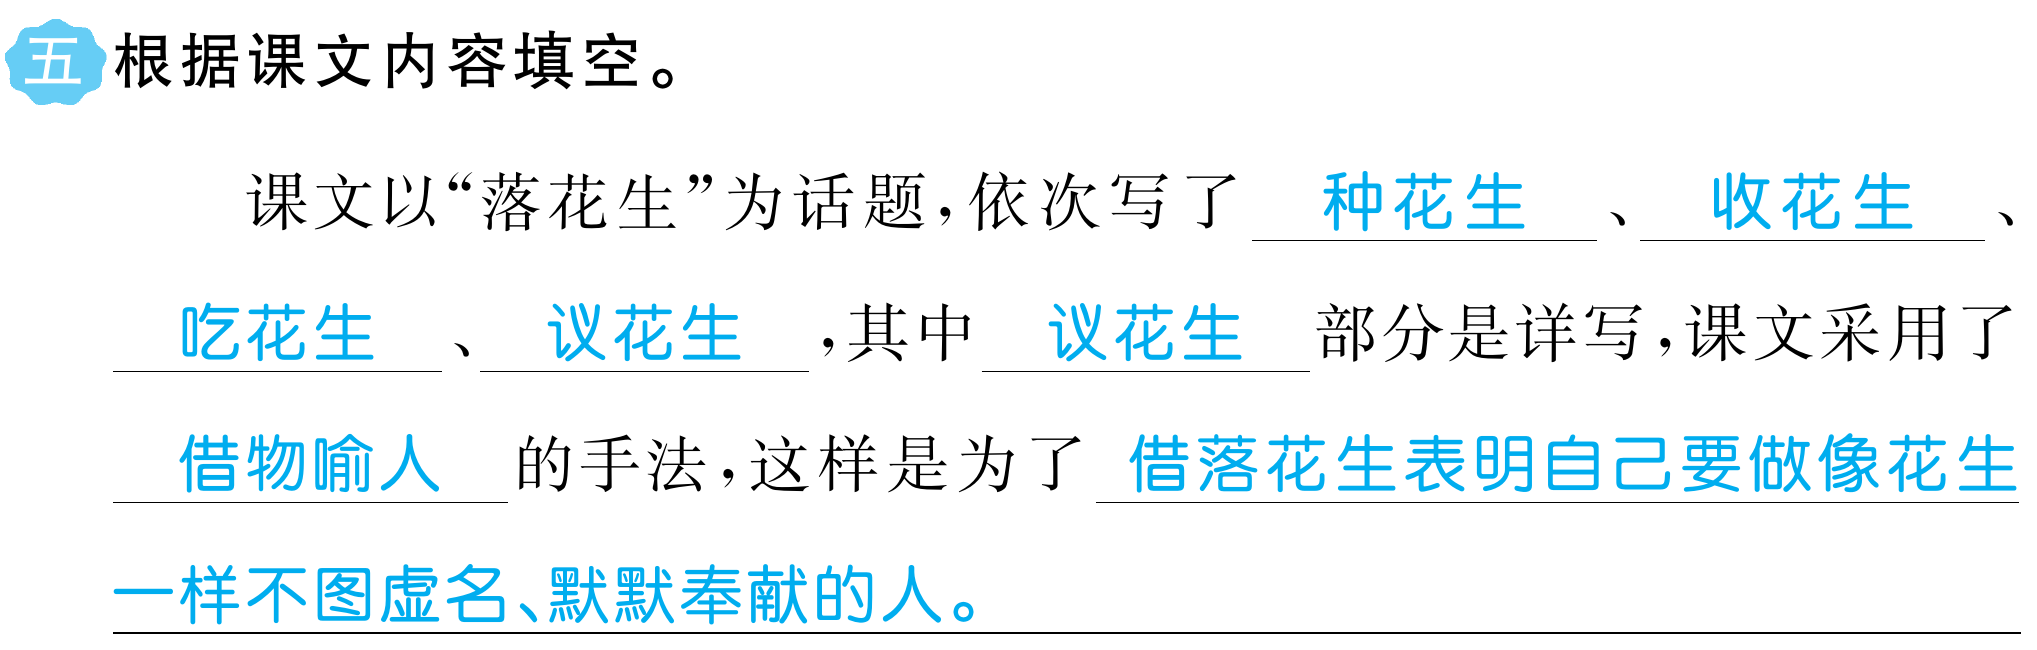 五 根据课文内容填空。
课文以“落花生”为话题,依次写了 种花生 、 收花生 、
吃花生 、 议花生 ,其中 议花生 部分是详写,课文采用了
借物喻人 的手法,这样是为了 借落花生表明自己要做像花生
一样不图虚名、默默奉献的人。